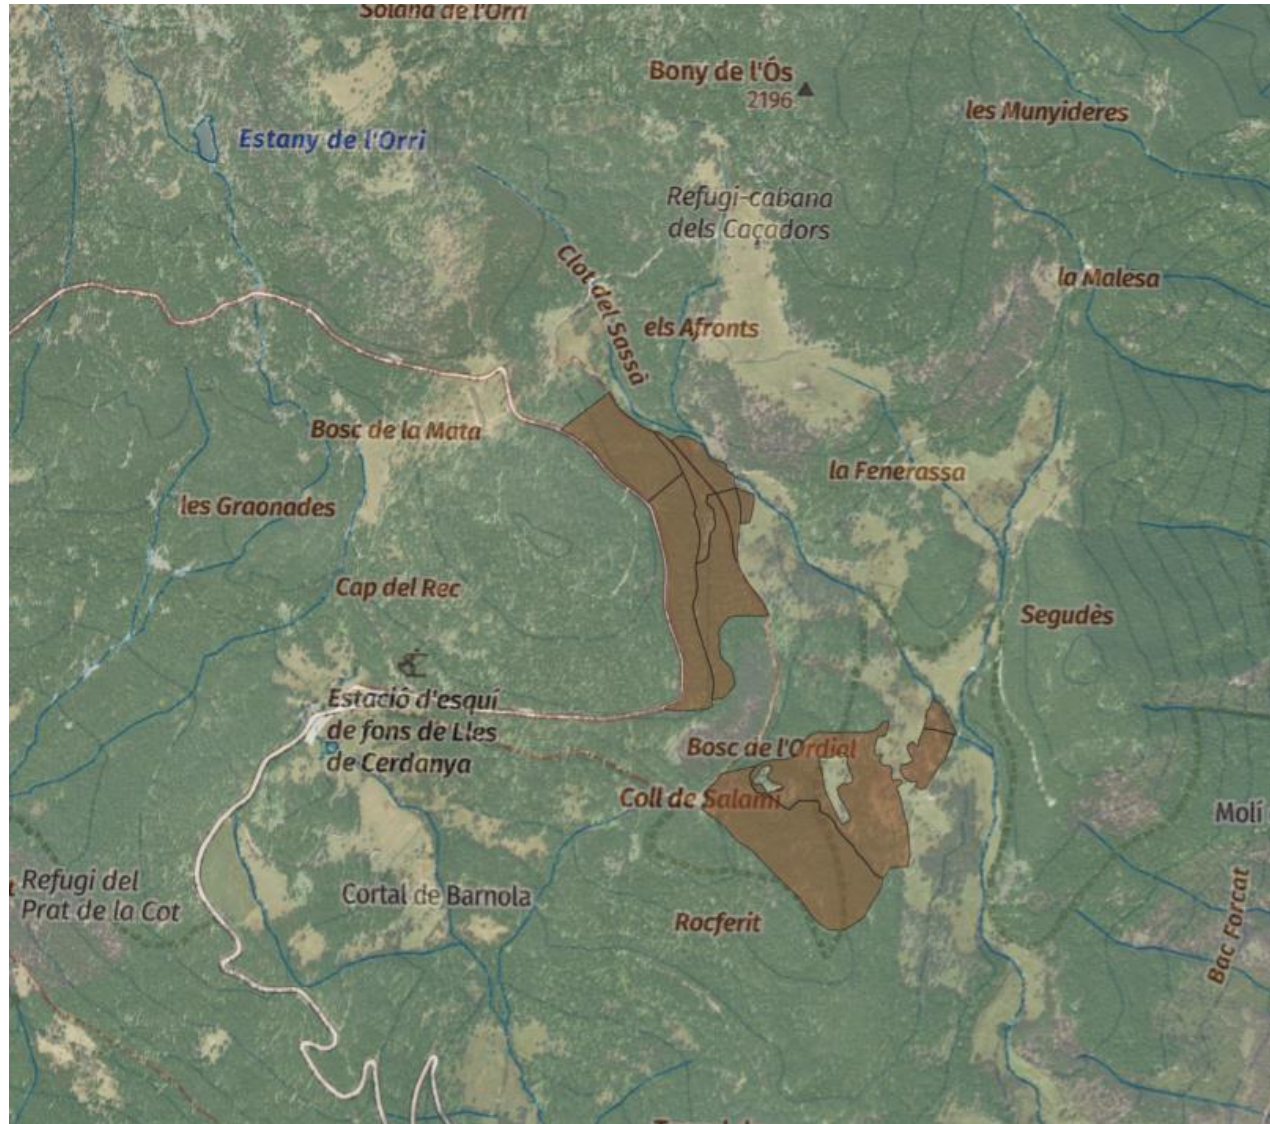 Solana de l'Orri
Bony de l'Ós
2196
les Munyideres
Estany de l'Orri
Refugi-cabana
dels Caçadors
Clot del Sassà
la Malesa
els Afronts
Bosc de la Mata
la Fenerassa
les Graonades
Cap del Rec
Segudès
Estació d'esquí
de fons de Lles
de Cerdanya
Bosc de l'Ordial
Coll de Salami
Molí
Refugi del
Prat de la Cot
Cortal de Barnola
Rocferit
Bac Forcat